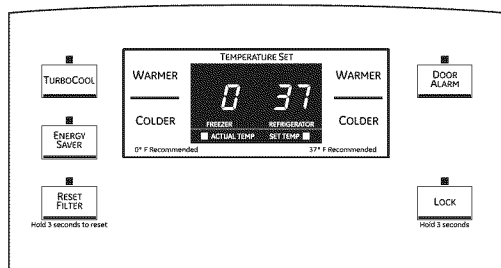 TEMPERATURE SET
TURBOCOOL
WARMER
0 37
WARMER
DOOR
ALARM
COLDER
FREEZER REFRIGERATOR
COLDER
ACTUAL TEMP SET TEMP
ENERGY
SAVER
0° F Recommended
37° F Recommended
RESET
FILTER
Hold 3 seconds to reset
LOCK
Hold 3 seconds